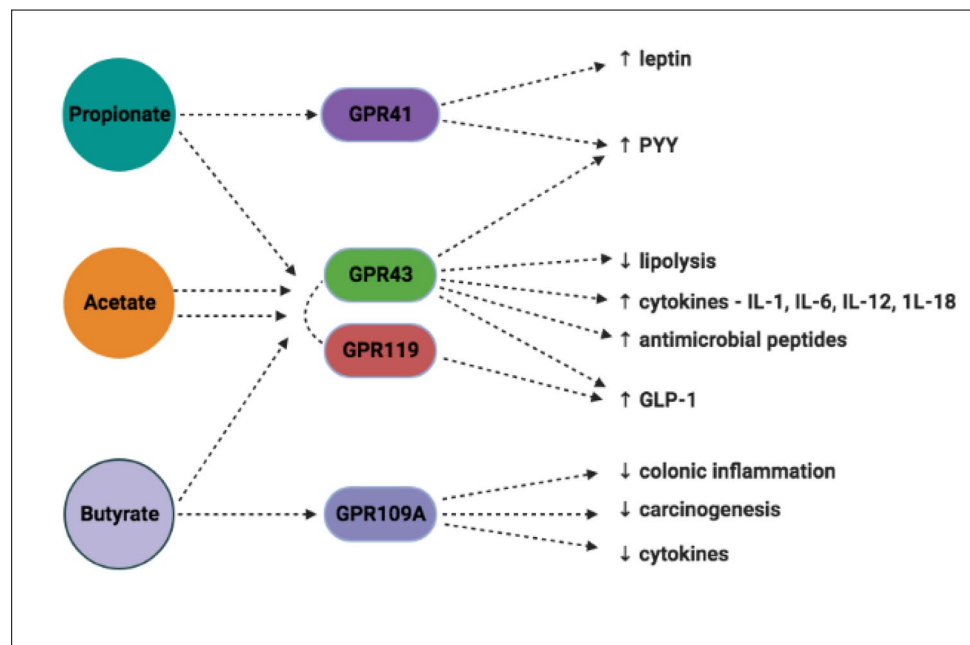 Propionate
GPR41
↑ leptin
↑ PYY
Acetate
GPR43
GPR119
↓ lipolysis
↑ cytokines - IL-1, IL-6, IL-12, 1L-18
↑ antimicrobial peptides
↑ GLP-1
Butyrate
GPR109A
↓ colonic inflammation
↓ carcinogenesis
↓ cytokines